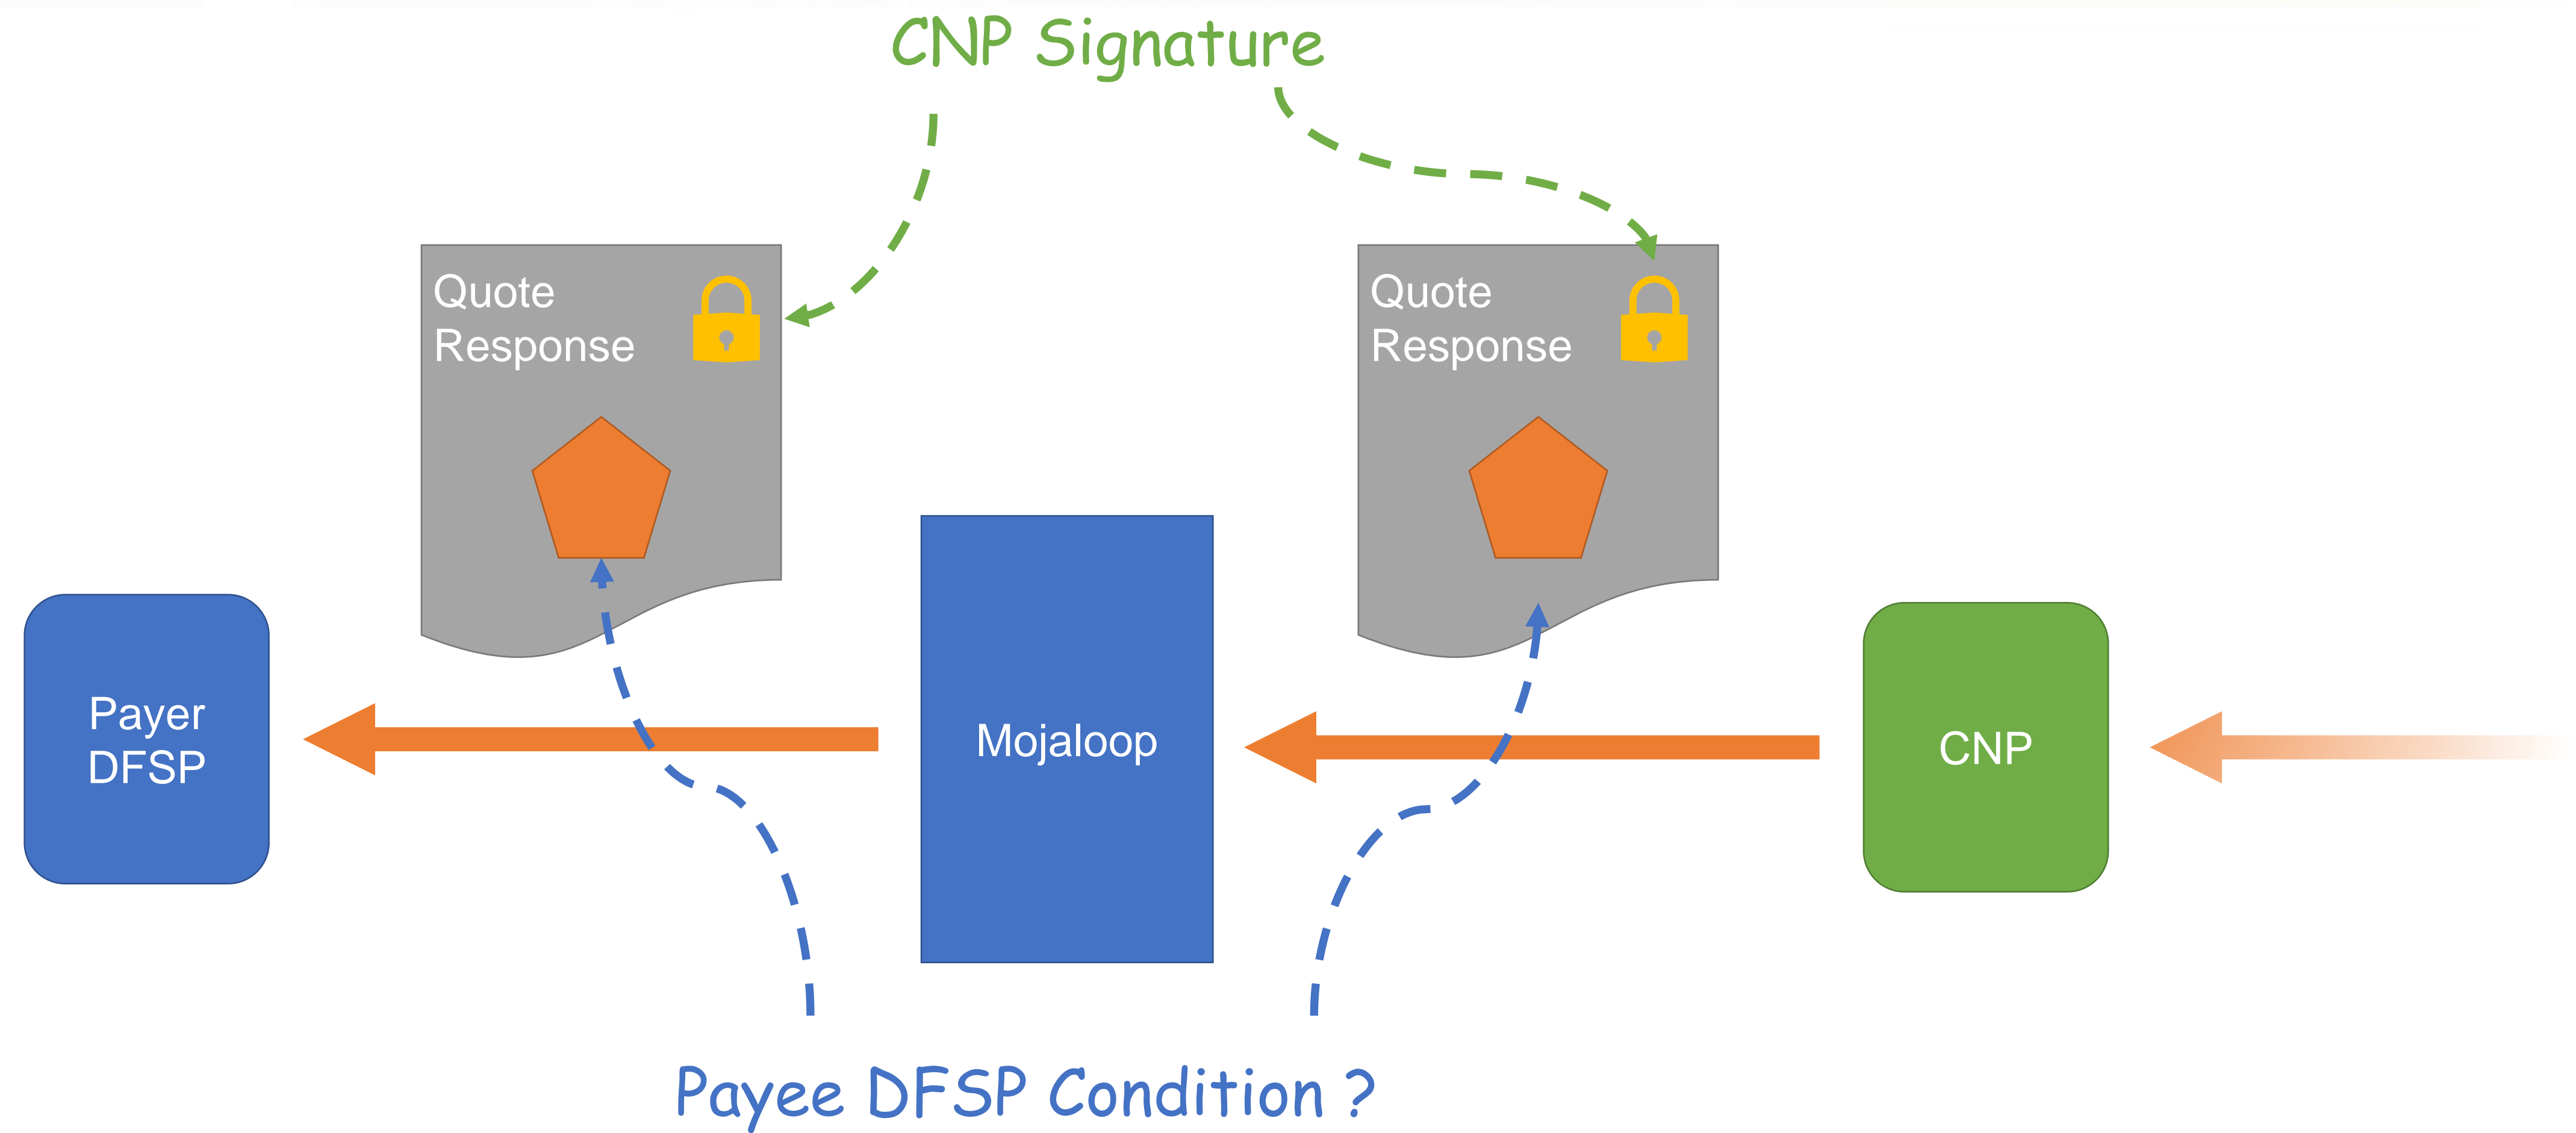 CNP Signature
Quote
Response
Quote
Response
Payer
DFSP
Mojaloop
CNP
Payee DFSP Condition ?